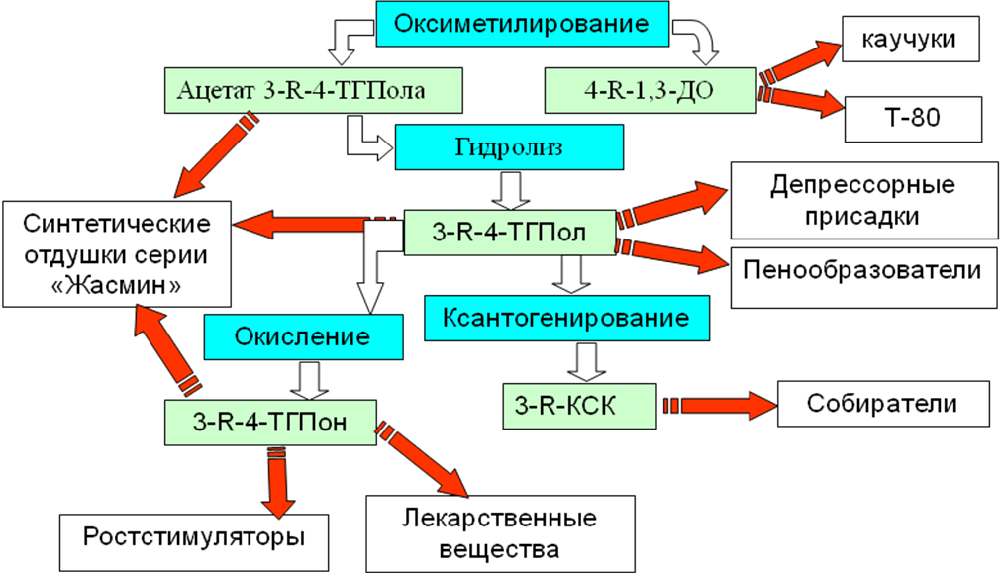 Оксиметилирование
каучуки
Ацетат 3-R-4-ТГПола
4-R-1,3-ДО
Т-80
Гидролиз
Депрессорные
присадки
Синтетические
отдушки серии
«Жасмин»
3-R-4-ТГПол
Пенообразователи
Окисление
Ксантогенирование
3-R-КСК
Собиратели
3-R-4-ТГПон
Ростстимуляторы
Лекарственные
вещества